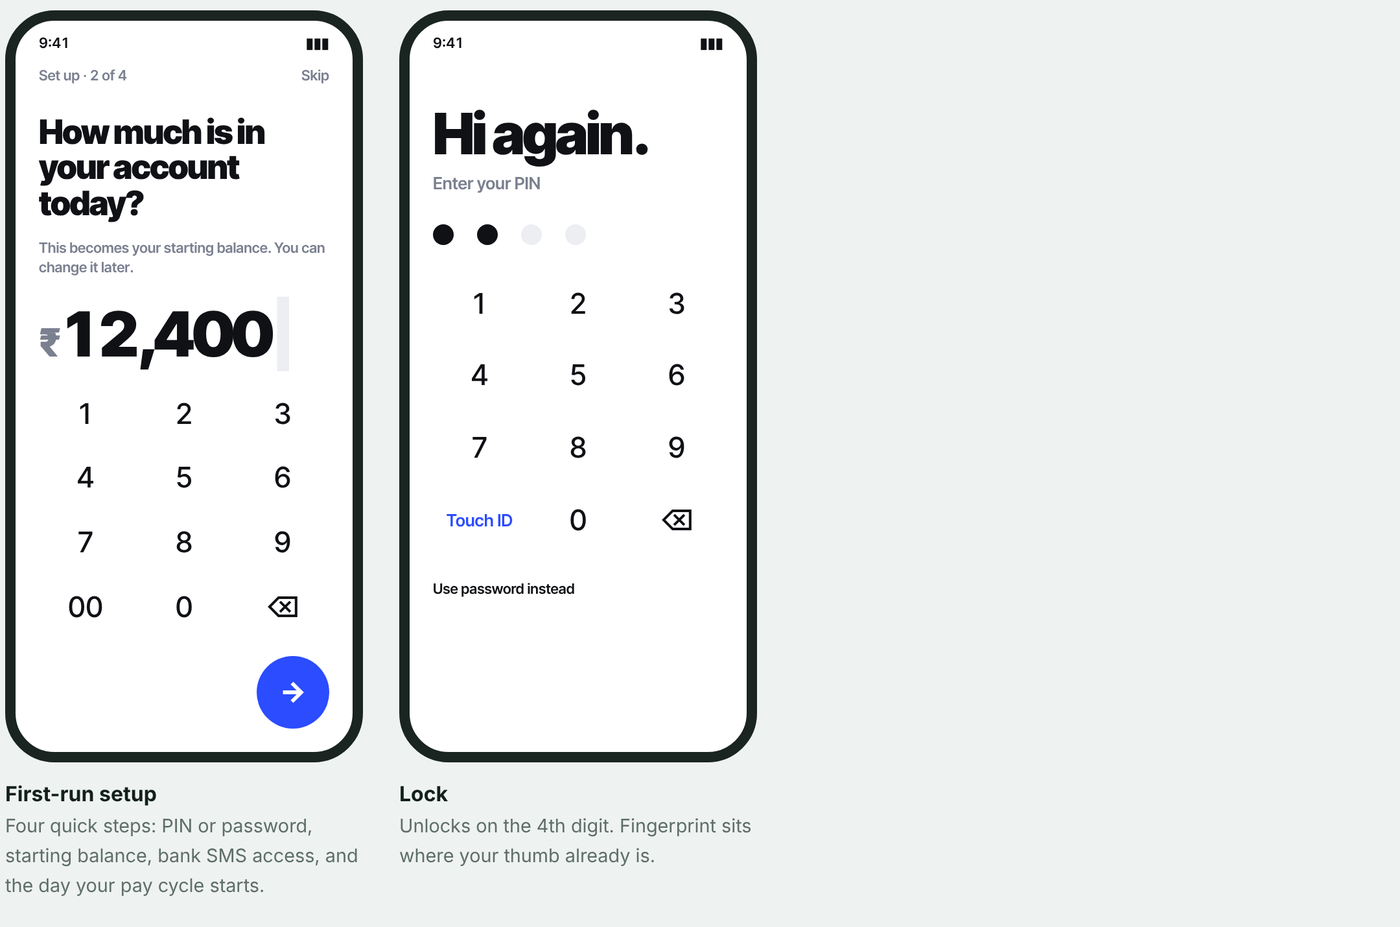 9:41
Set up · 2 of 4
Skip
How much is in
your account
today?
This becomes your starting balance. You can
change it later.
₹12,400
1 2 3
4 5 6
7 8 9
00 0
First-run setup
Four quick steps: PIN or password,
starting balance, bank SMS access, and
the day your pay cycle starts.
9:41
Hi again.
Enter your PIN
1 2 3
4 5 6
7 8 9
Touch ID 0
Use password instead
Lock
Unlocks on the 4th digit. Fingerprint sits
where your thumb already is.